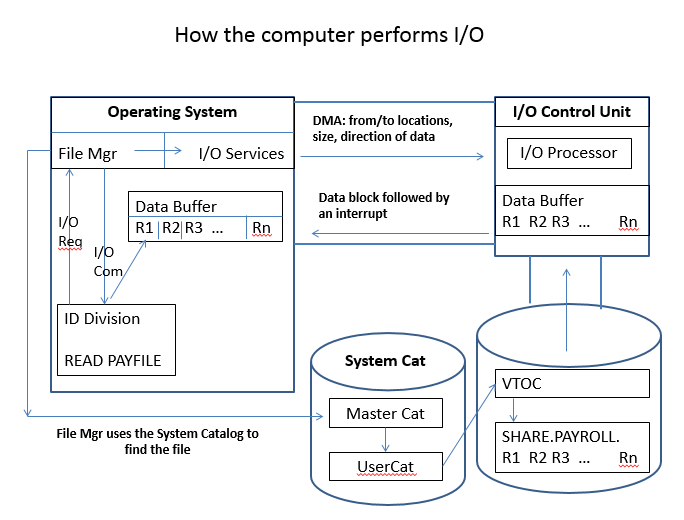 How the computer performs I/O
Operating System
File Mgr
I/O Services
Data Buffer
R1 R2 R3 ... Rn
I/O
Req
I/O
Com
ID Division
READ PAYFILE
DMA: from/to locations,
size, direction of data
Data block followed by
an interrupt
I/O Control Unit
I/O Processor
Data Buffer
R1 R2 R3 ... Rn
File Mgr uses the System Catalog to
find the file
System Cat
Master Cat
UserCat
VTOC
SHARE.PAYROLL.
R1 R2 R3 ... Rn